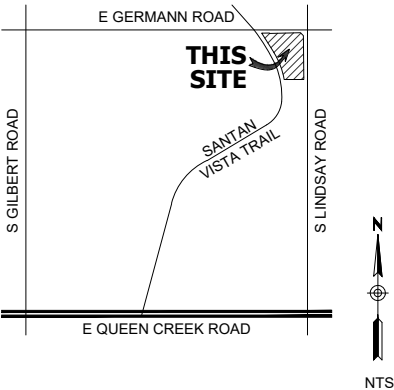 E GERMANN ROAD
THIS
SITE
S GILBERT ROAD
SANTAN
VISTA TRAIL
S LINDSAY ROAD
N
E QUEEN CREEK ROAD
NTS